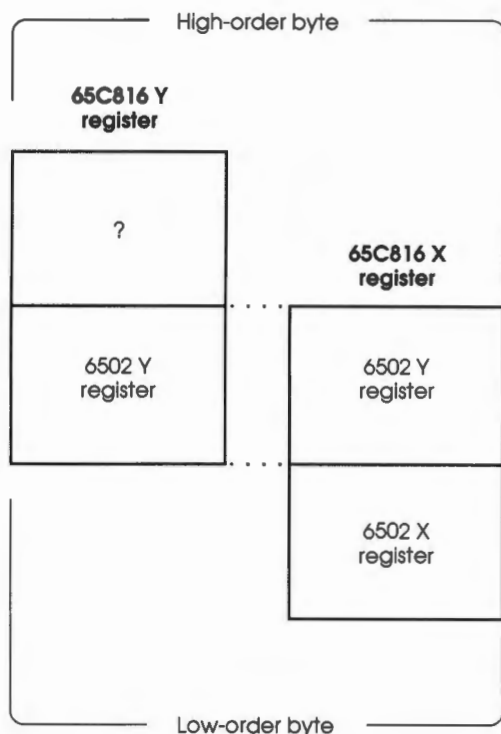 High-order byte
65C816 Y
register
?
65C816 X
register
6502 Y
register
6502 Y
register
6502 X
register
Low-order byte